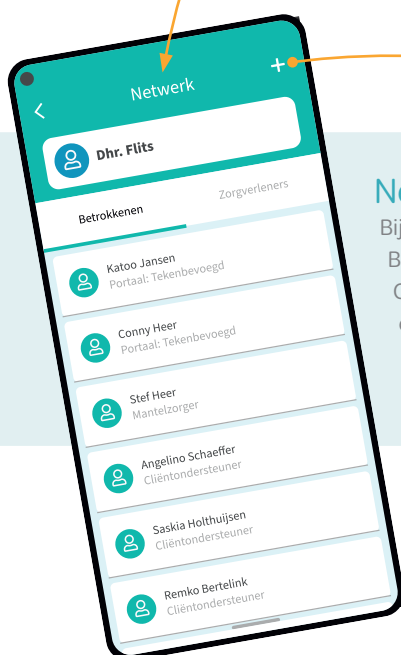 Netwerk
Dhr. Flits
Betrokkenen
Zorgverleners
Katoo Jansen
Portaal: Tekenbevoegd
Conny Heer
Portaal: Tekenbevoegd
Stef Heer
Mantelzorger
Angelino Schaeffer
Cliëntondersteuner
Saskia Holthuijsen
Cliëntondersteuner
Remko Bertelink
Cliëntondersteuner